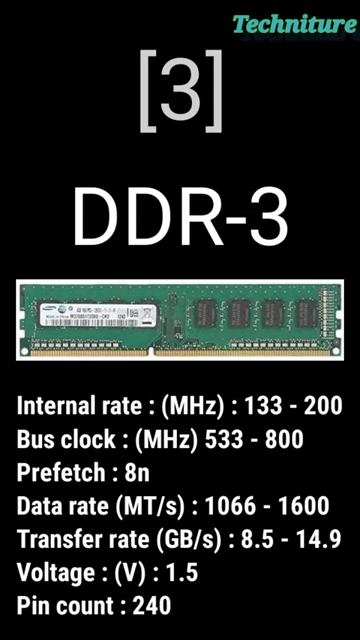 Techniture
[3]
DDR-3
Internal rate : (MHz) : 133 - 200
Bus clock : (MHz) 533 - 800
Prefetch : 8n
Data rate (MT/s) : 1066 - 1600
Transfer rate (GB/s) : 8.5 - 14.9
Voltage : (V) : 1.5
Pin count : 240